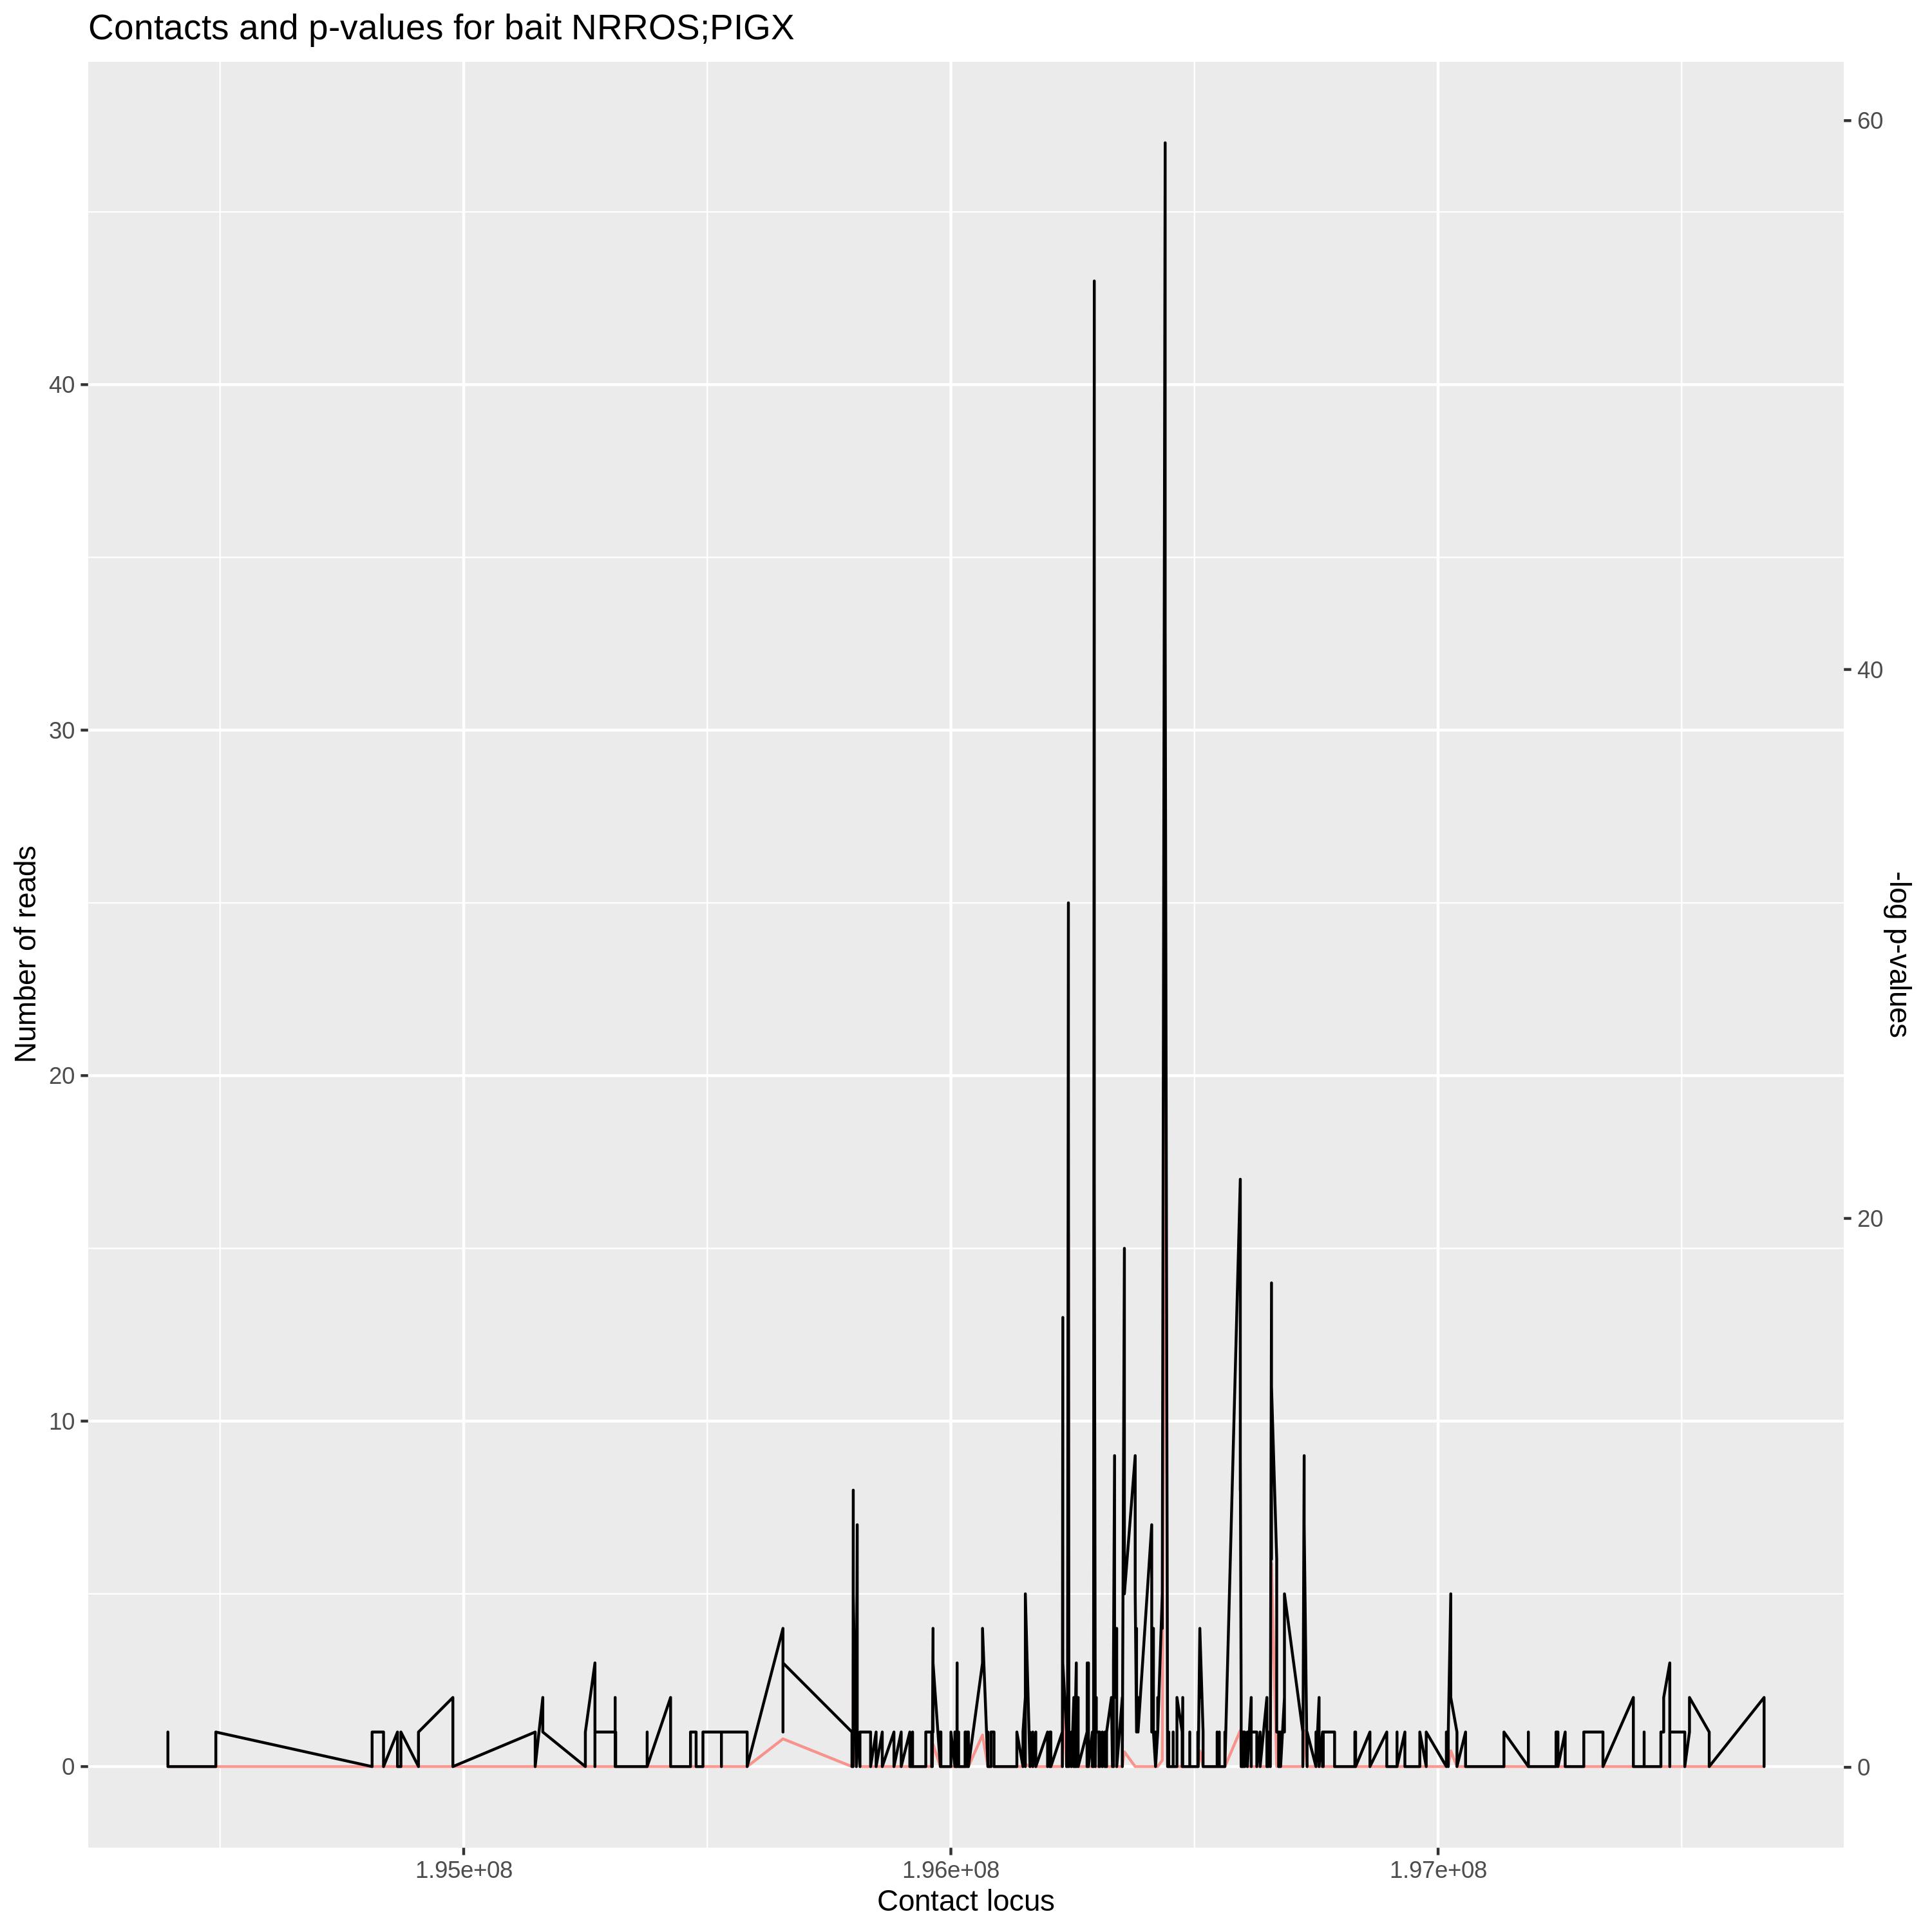 Contacts and p-values for bait NRROS;PIGX
60
40
40
30
Number of reads
-log p-values
20
20
10
0
0
1.95e+08 1.96e+08 1.97e+08
Contact locus